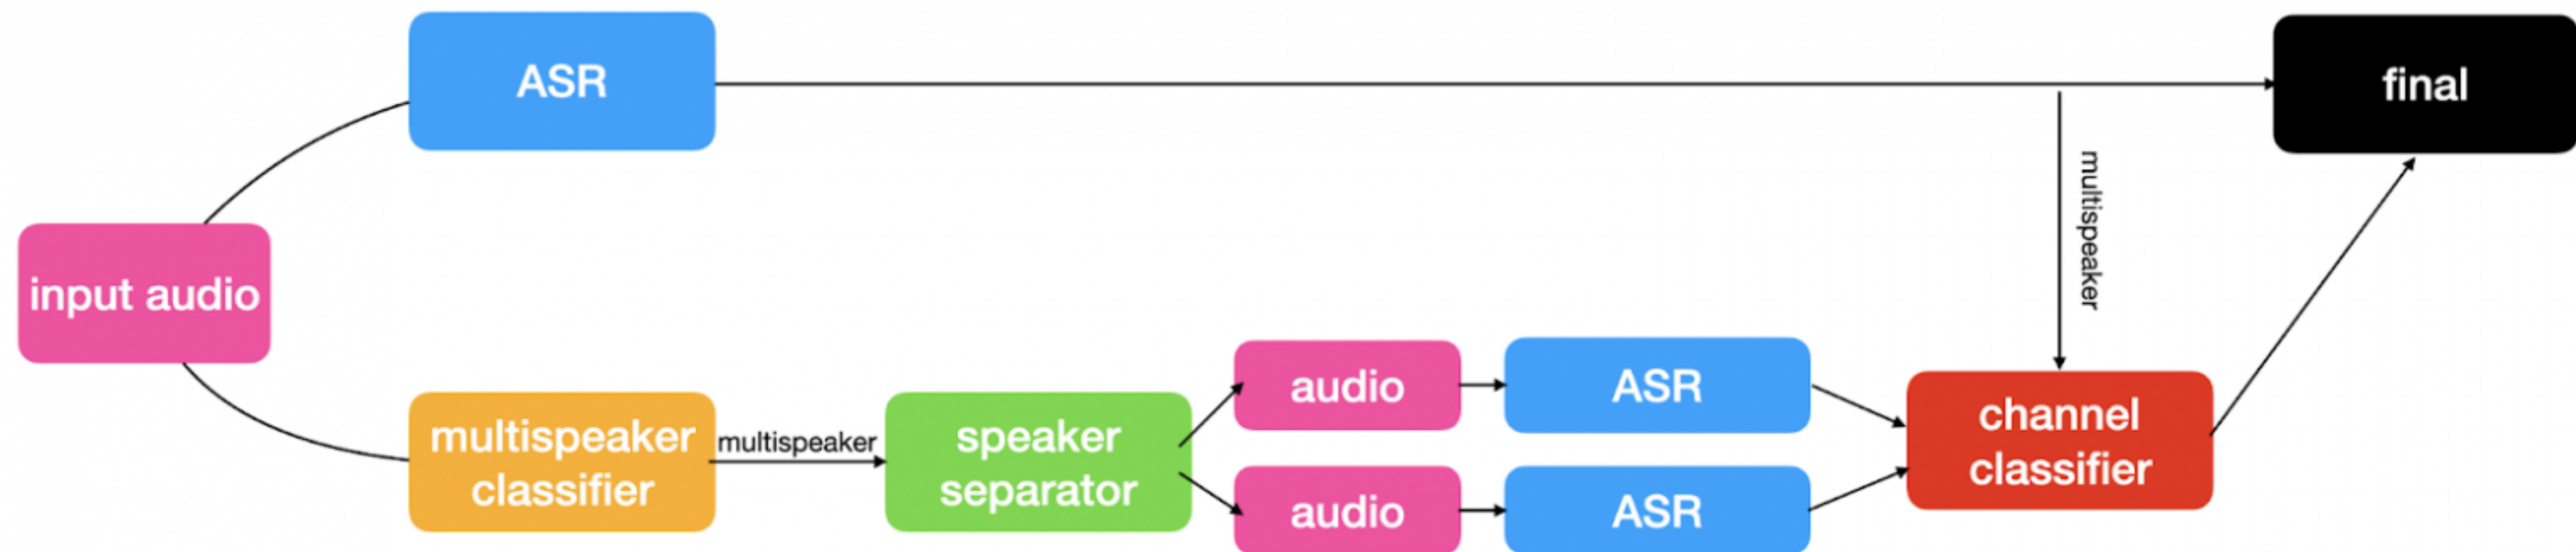 ASR
final
input audio
multispeaker
classifier
multispeaker
speaker
separator
audio
ASR
audio
ASR
multispeaker
channel
classifier